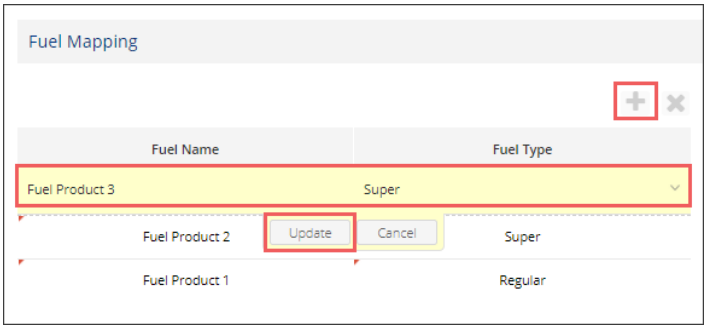 Fuel Mapping
Fuel Name Fuel Type
Fuel Product 3 Super
Update Cancel
Fuel Product 2 Super
Fuel Product 1 Regular